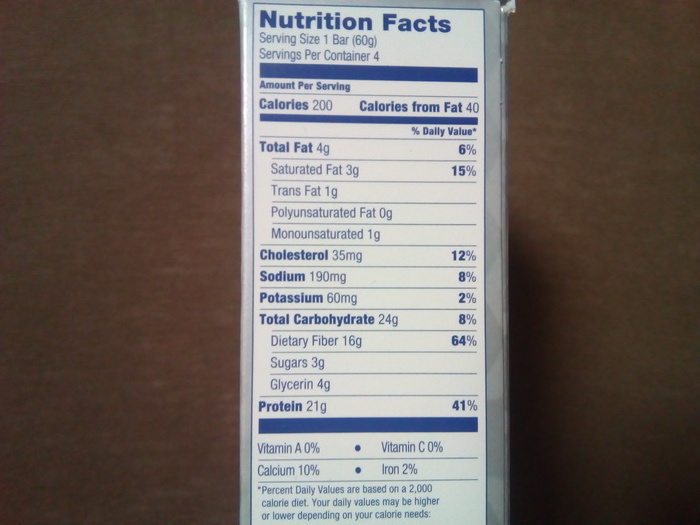 Nutrition Facts
Serving Size 1 Bar (60g)
Servings Per Container 4
Amount Per Serving
Calories 200 Calories from Fat 40
% Daily Value*
Total Fat 4g 6%
Saturated Fat 3g 15%
Trans Fat 1g
Polyunsaturated Fat 0g
Monounsaturated 1g
Cholesterol 35mg 12%
Sodium 190mg 8%
Potassium 60mg 2%
Total Carbohydrate 24g 8%
Dietary Fiber 16g 64%
Sugars 3g
Glycerin 4g
Protein 21g 41%
Vitamin A 0% • Vitamin C 0%
Calcium 10% • Iron 2%
*Percent Daily Values are based on a 2,000
calorie diet. Your daily values may be higher
or lower depending on your calorie needs: